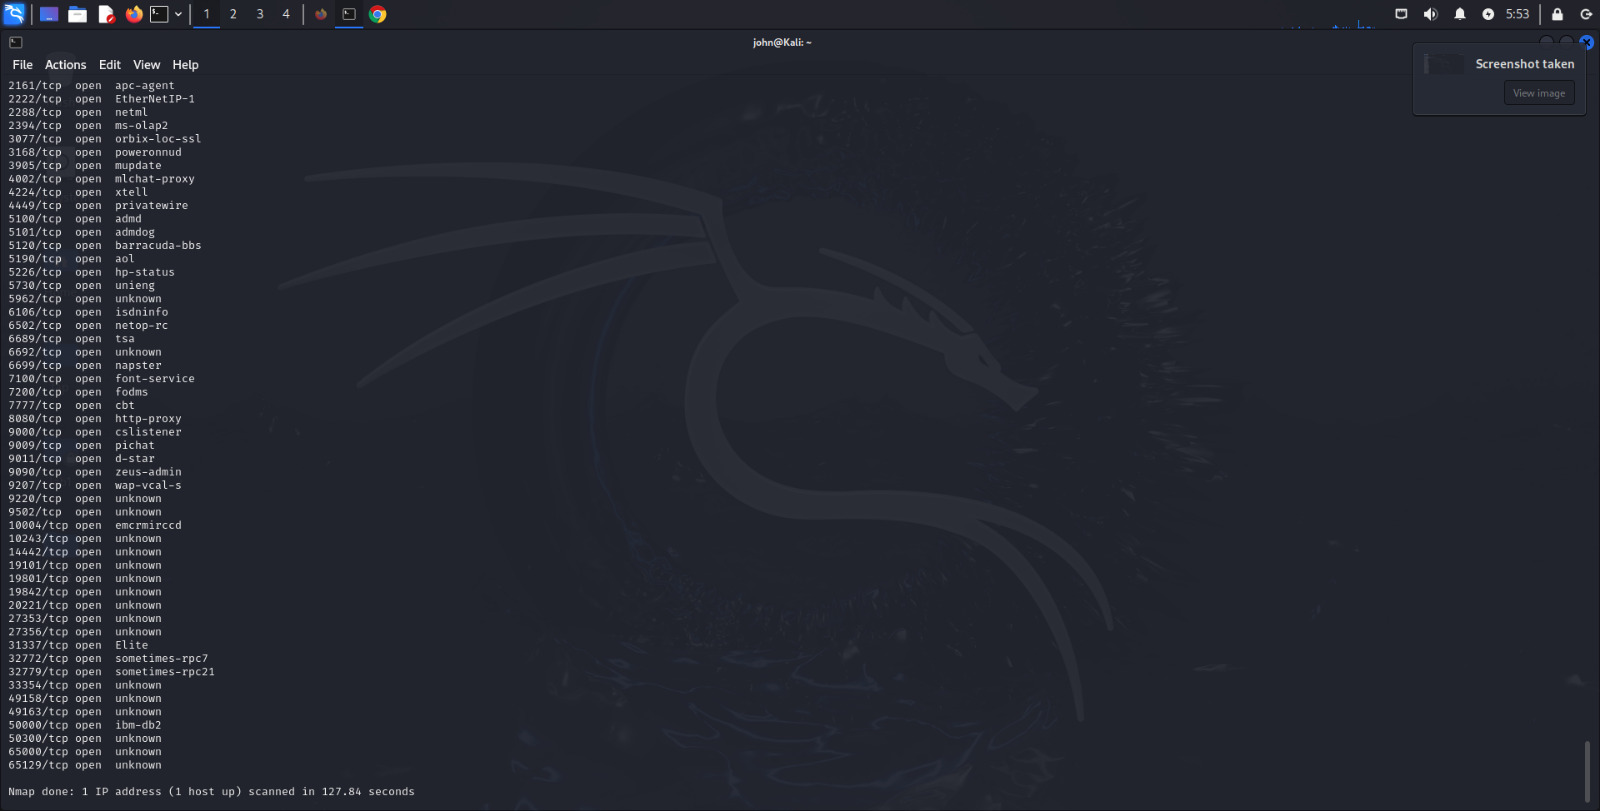 1 2 3 4 5:53
john@Kali: ~
File Actions Edit View Help
Screenshot taken
View image
2161/tcp open apc-agent
2222/tcp open EtherNetIP-1
2288/tcp open netml
2394/tcp open ms-olap2
3077/tcp open orbix-loc-ssl
3168/tcp open poweronnud
3905/tcp open mupdate
4002/tcp open mlchat-proxy
4224/tcp open xtell
4449/tcp open privatewire
5100/tcp open admd
5101/tcp open admdog
5120/tcp open barracuda-bbs
5190/tcp open aol
5226/tcp open hp-status
5730/tcp open unieng
5962/tcp open unknown
6106/tcp open isdninfo
6502/tcp open netop-rc
6689/tcp open tsa
6692/tcp open unknown
6699/tcp open napster
7100/tcp open font-service
7200/tcp open fodms
7777/tcp open cbt
8080/tcp open http-proxy
9000/tcp open cslistener
9009/tcp open pichat
9011/tcp open d-star
9090/tcp open zeus-admin
9207/tcp open wap-vcal-s
9220/tcp open unknown
9502/tcp open unknown
10004/tcp open emcrmirccd
10243/tcp open unknown
14442/tcp open unknown
19101/tcp open unknown
19801/tcp open unknown
19842/tcp open unknown
20221/tcp open unknown
27353/tcp open unknown
27356/tcp open unknown
31337/tcp open Elite
32772/tcp open sometimes-rpc7
32779/tcp open sometimes-rpc21
33354/tcp open unknown
49158/tcp open unknown
49163/tcp open unknown
50000/tcp open ibm-db2
50300/tcp open unknown
65000/tcp open unknown
65129/tcp open unknown
Nmap done: 1 IP address (1 host up) scanned in 127.84 seconds